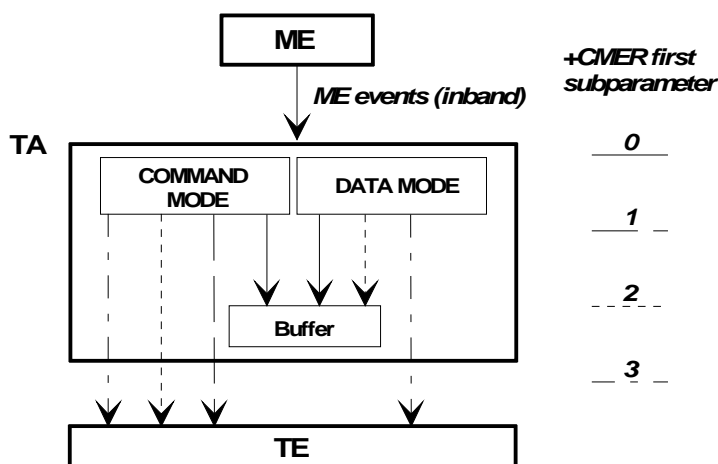 ME
+CMER first
subparameter
ME events (inband)
TA
0
COMMAND
MODE
DATA MODE
1
2
Buffer
3
TE